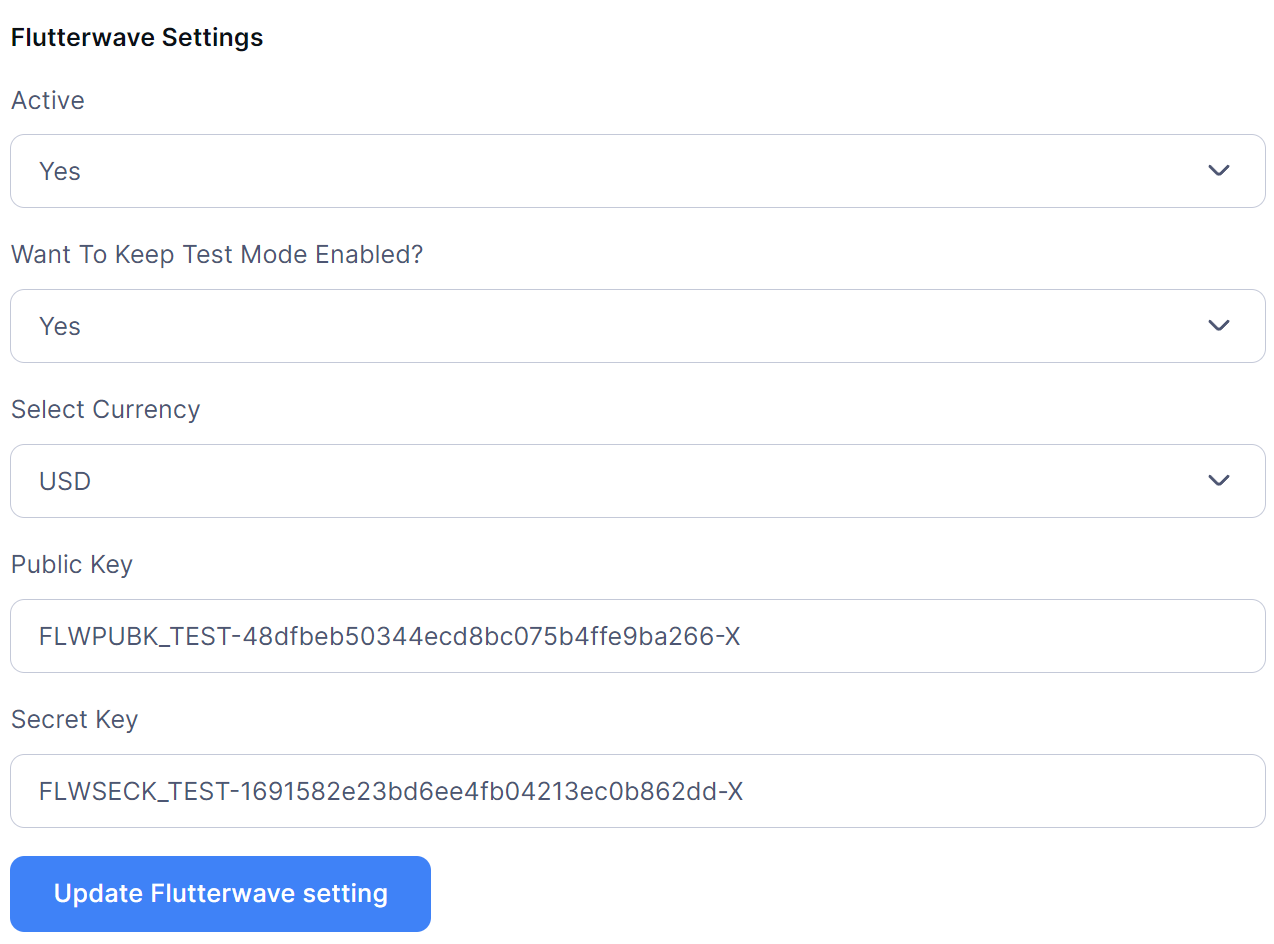 Flutterwave Settings
Active
Yes
Want To Keep Test Mode Enabled?
Yes
Select Currency
USD
Public Key
FLWPUBK_TEST-48dfbeb50344ecd8bc075b4ffe9ba266-X
Secret Key
FLWSECK_TEST-1691582e23bd6ee4fb04213ec0b862dd-X
Update Flutterwave setting